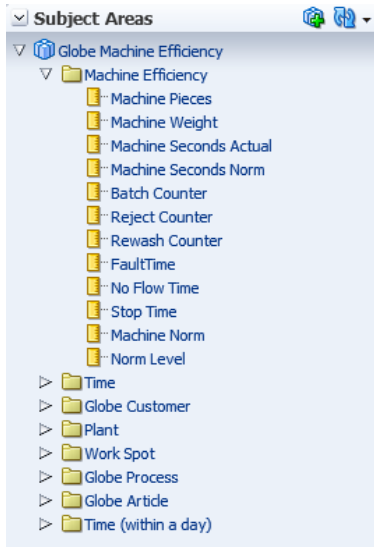 Subject Areas
Globe Machine Efficiency
Machine Efficiency
Machine Pieces
Machine Weight
Machine Seconds Actual
Machine Seconds Norm
Batch Counter
Reject Counter
Rewash Counter
FaultTime
No Flow Time
Stop Time
Machine Norm
Norm Level
Time
Globe Customer
Plant
Work Spot
Globe Process
Globe Article
Time (within a day)